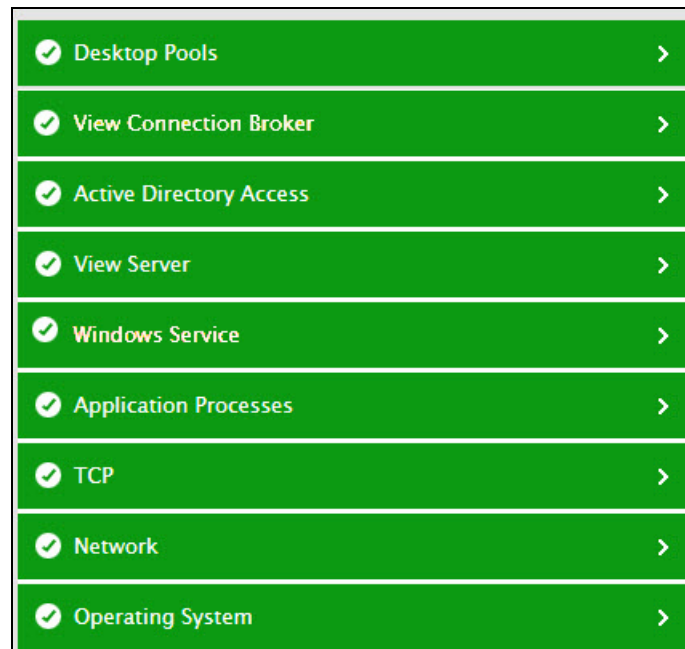 Desktop Pools
View Connection Broker
Active Directory Access
View Server
Windows Service
Application Processes
TCP
Network
Operating System